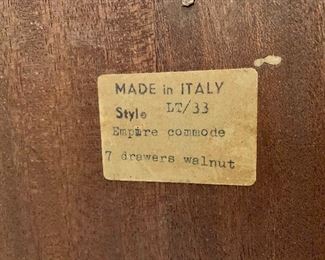 MADE in ITALY
Style LT/33
Empire commode
7 drawers walnut